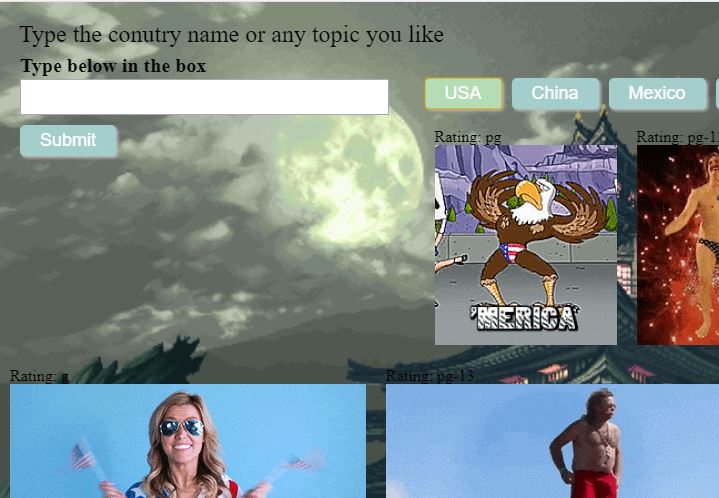 Type the conutry name or any topic you like
Type below in the box
USA
China
Mexico
Submit
Rating: pg
Rating: pg-1
'MERICA
Rating: g
Rating: pg-13